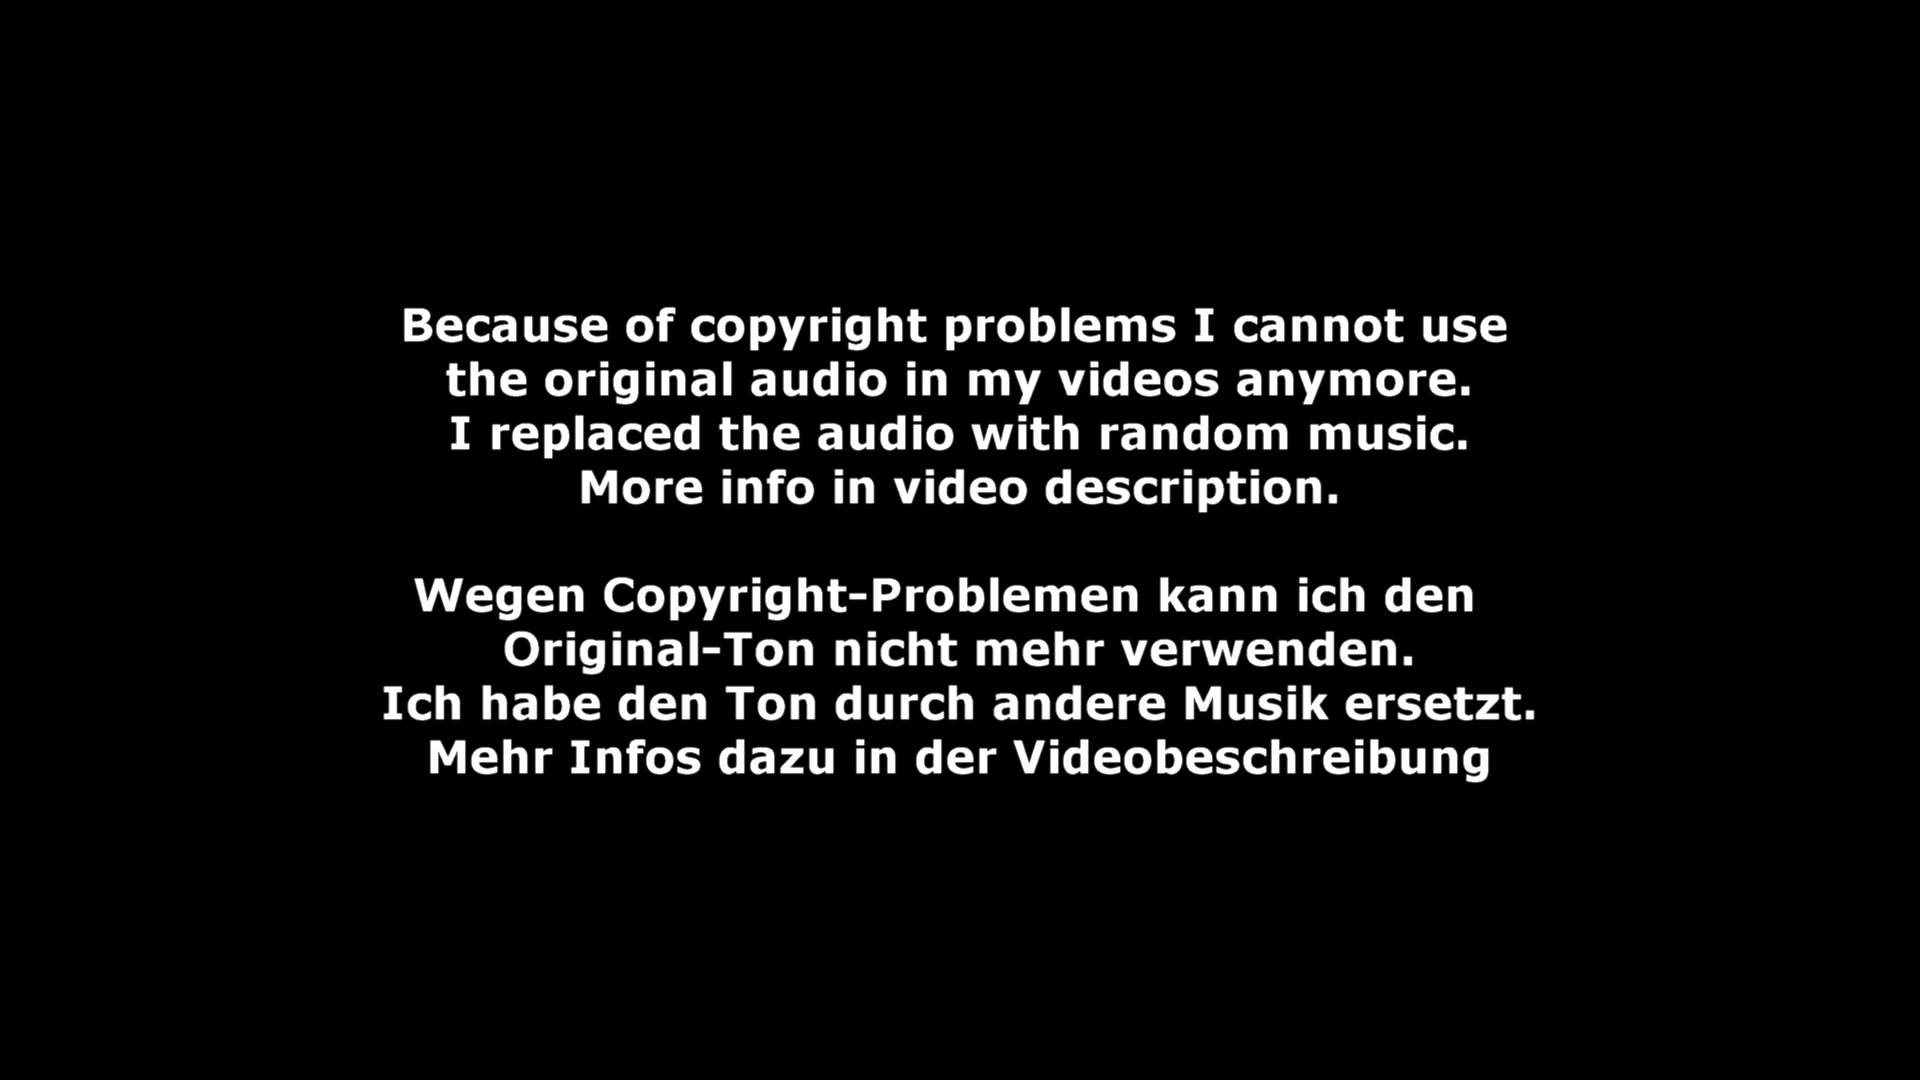 Because of copyright problems I cannot use
the original audio in my videos anymore.
I replaced the audio with random music.
More info in video description.
Wegen Copyright-Problemen kann ich den
Original-Ton nicht mehr verwenden.
Ich habe den Ton durch andere Musik ersetzt.
Mehr Infos dazu in der Videobeschreibung